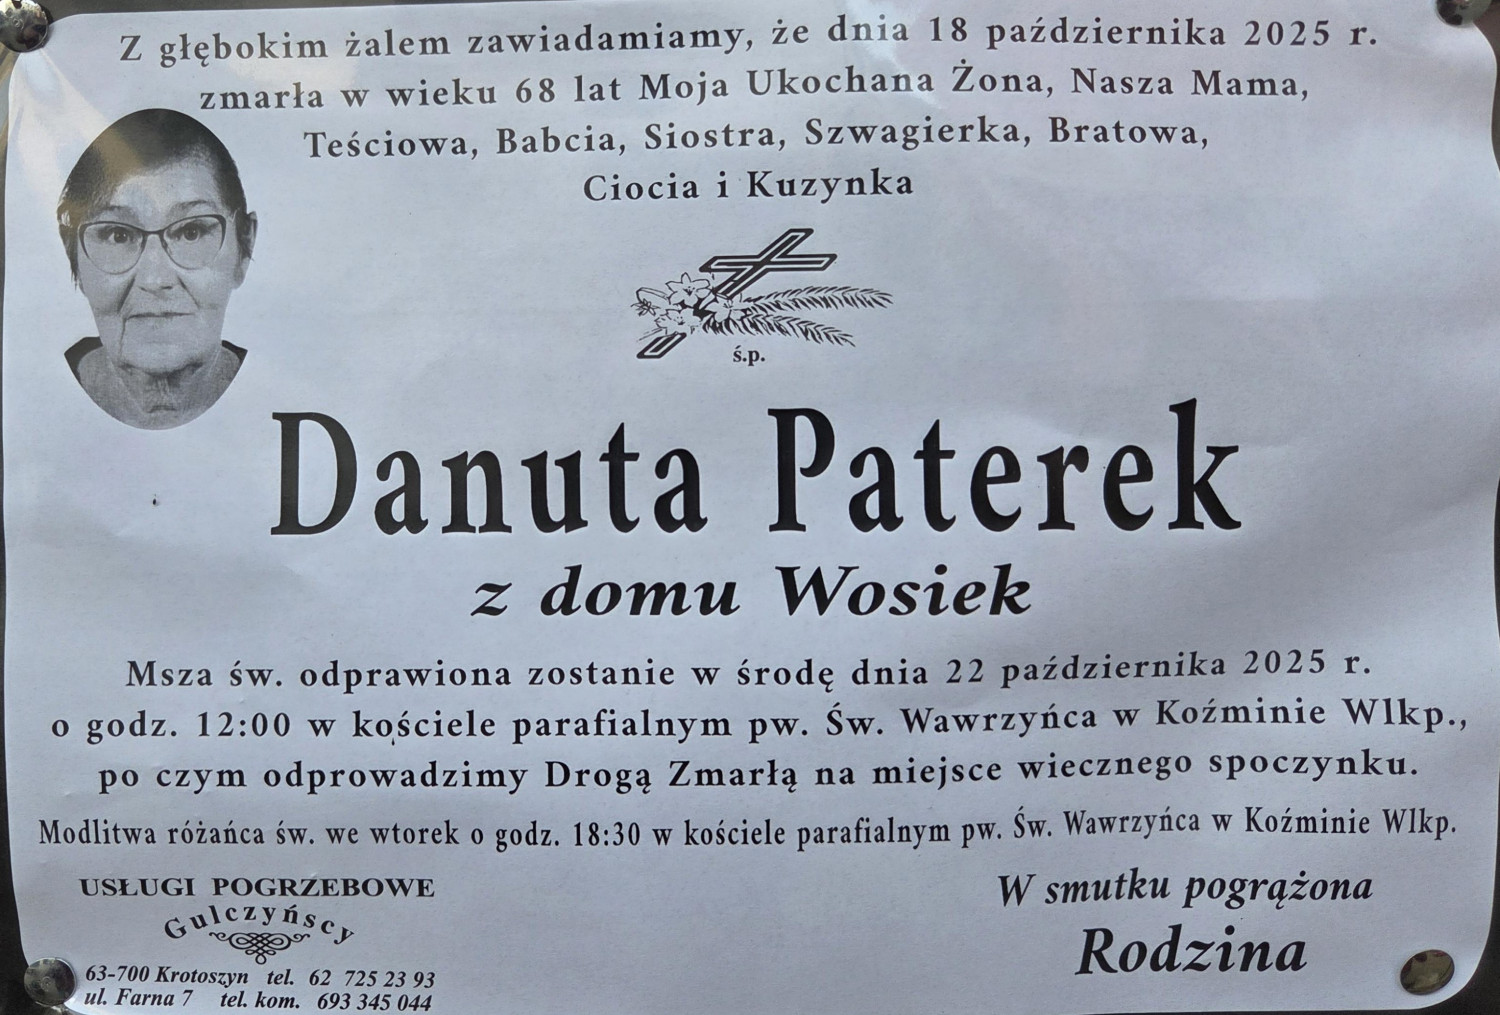 Z głębokim żalem zawiadamiamy, że dnia 18 października 2025 r.
zmarła w wieku 68 lat Moja Ukochana Żona, Nasza Mama,
Teściowa, Babcia, Siostra, Szwagierka, Bratowa,
Ciocia i Kuzynka
ś.p.
Danuta Paterek
z domu Wosiek
Msza św. odprawiona zostanie w środę dnia 22 października 2025 r.
o godz. 12:00 w kościele parafialnym pw. Św. Wawrzyńca w Koźminie Wlkp.,
po czym odprowadzimy Drogą Zmarłą na miejsce wiecznego spoczynku.
Modlitwa różańca św. we wtorek o godz. 18:30 w kościele parafialnym pw. Św. Wawrzyńca w Koźminie Wlkp.
USŁUGI POGRZEBOWE
Gulczyńscy
63-700 Krotoszyn tel. 62 725 23 93
ul. Farna 7 tel. kom. 693 345 044
W smutku pogrążona
Rodzina